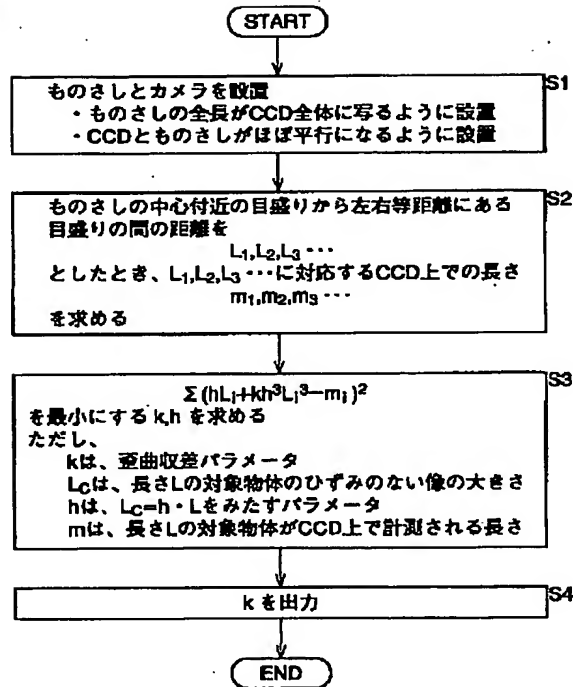 START
S1
ものさしとカメラを設置
・ものさしの全長がCCD全体に写るように設置
・CCDとものさしがほぼ平行になるように設置
S2
ものさしの中心付近の目盛りから左右等距離にある
目盛りの間の距離を
L₁,L₂,L₃…
としたとき、L₁,L₂,L₃…に対応するCCD上での長さ
m₁,m₂,m₃…
を求める
S3
Σ(hLᵢ+kh³Lᵢ³−mᵢ)²
を最小にする k,h を求める
ただし、
kは、歪曲収差パラメータ
Lcは、長さLの対象物体のひずみのない像の大きさ
hは、Lc=h・Lをみたすパラメータ
mは、長さLの対象物体がCCD上で計測される長さ
S4
k を出力
END